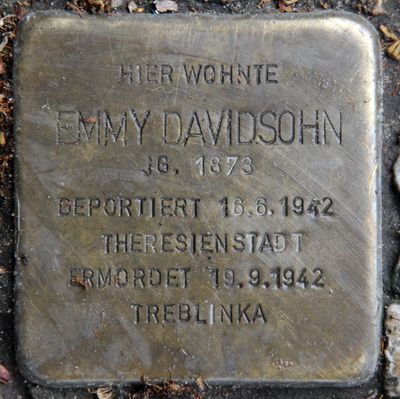 HIER WOHNTE
EMMY DAVIDSOHN
JG. 1873
DEPORTIERT 16.6.1942
THERESIENSTADT
ERMORDET 19.9.1942
TREBLINKA